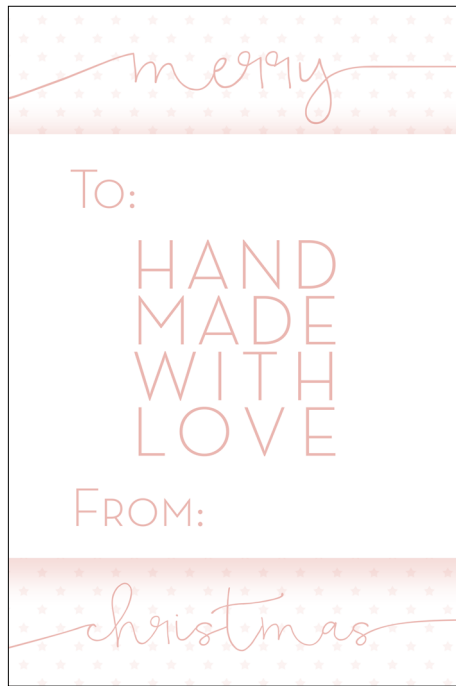 merry
To:
HAND
MADE
WITH
LOVE
FROM:
christmas